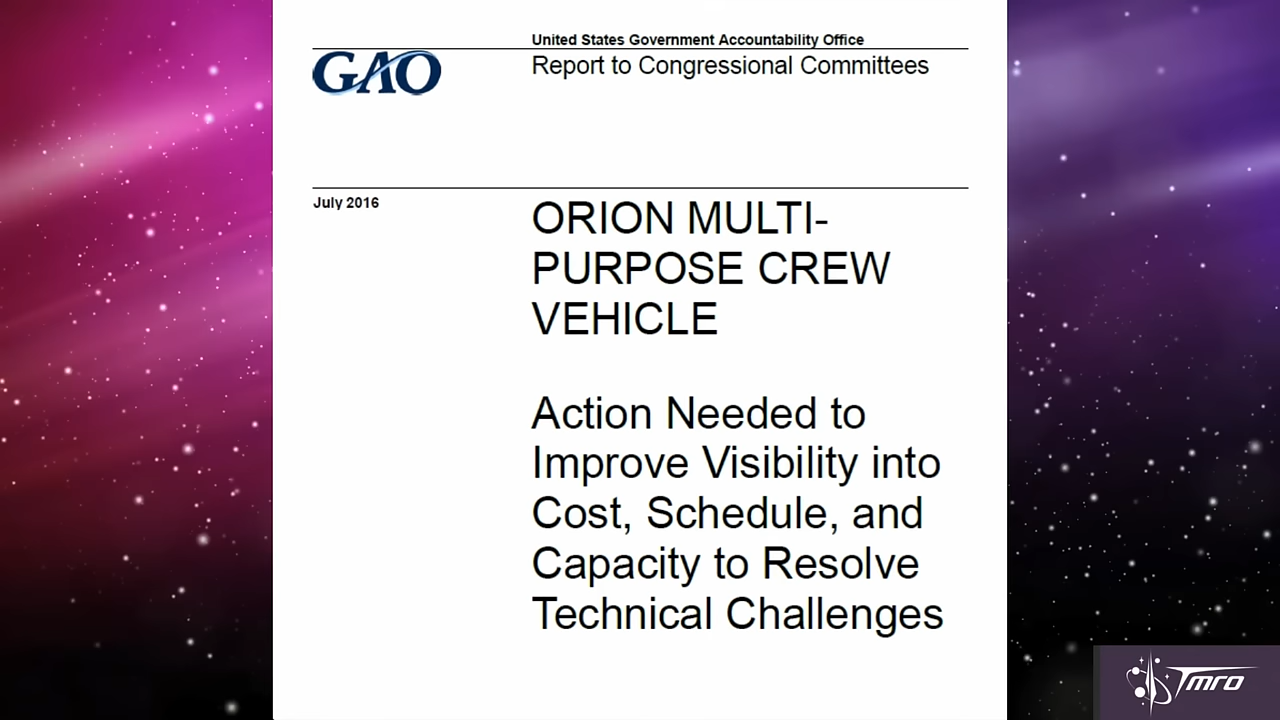 United States Government Accountability Office
GAO
Report to Congressional Committees
July 2016
ORION MULTI-
PURPOSE CREW
VEHICLE
Action Needed to
Improve Visibility into
Cost, Schedule, and
Capacity to Resolve
Technical Challenges
Tmro